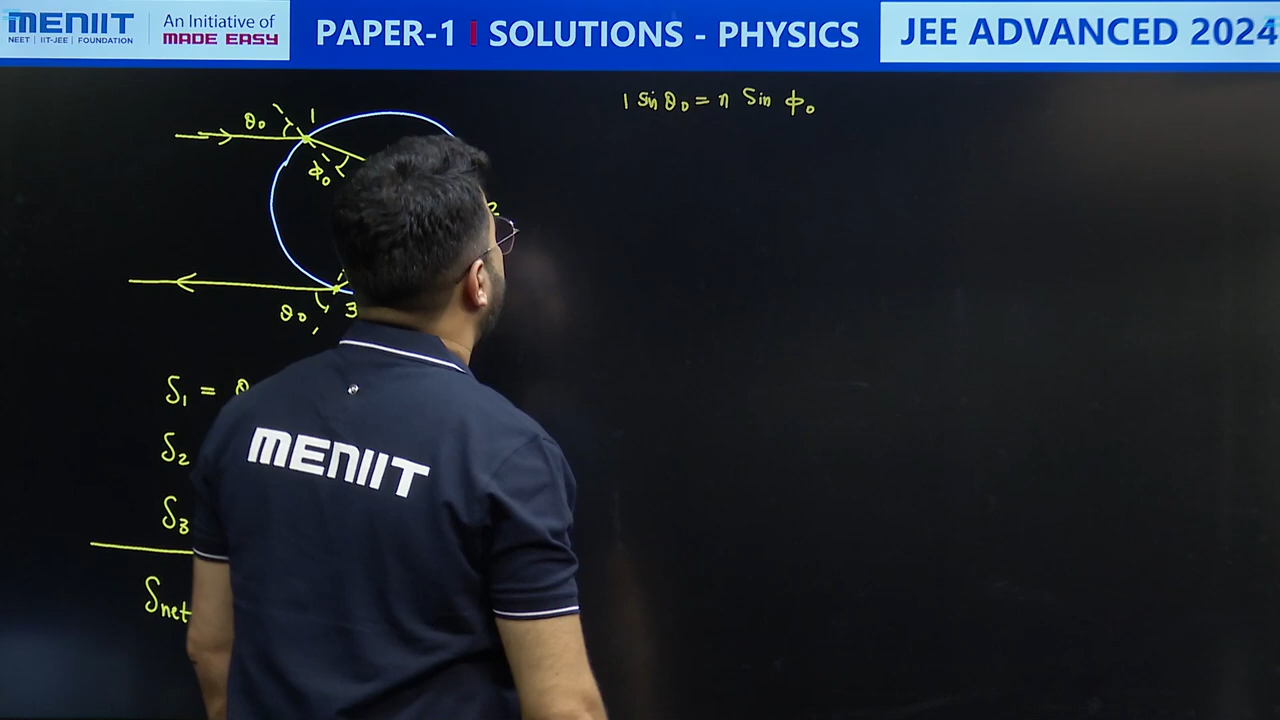 MENIIT
NEET | IIT-JEE | FOUNDATION
An Initiative of
MADE EASY
PAPER-1 | SOLUTIONS - PHYSICS
JEE ADVANCED 2024
1 sin θ₀ = n Sin ϕ₀
θ₀
1
ϕ₀
2
θ₀
3
δ₁ = θ
δ₂
δ₃
δnet
MENIIT